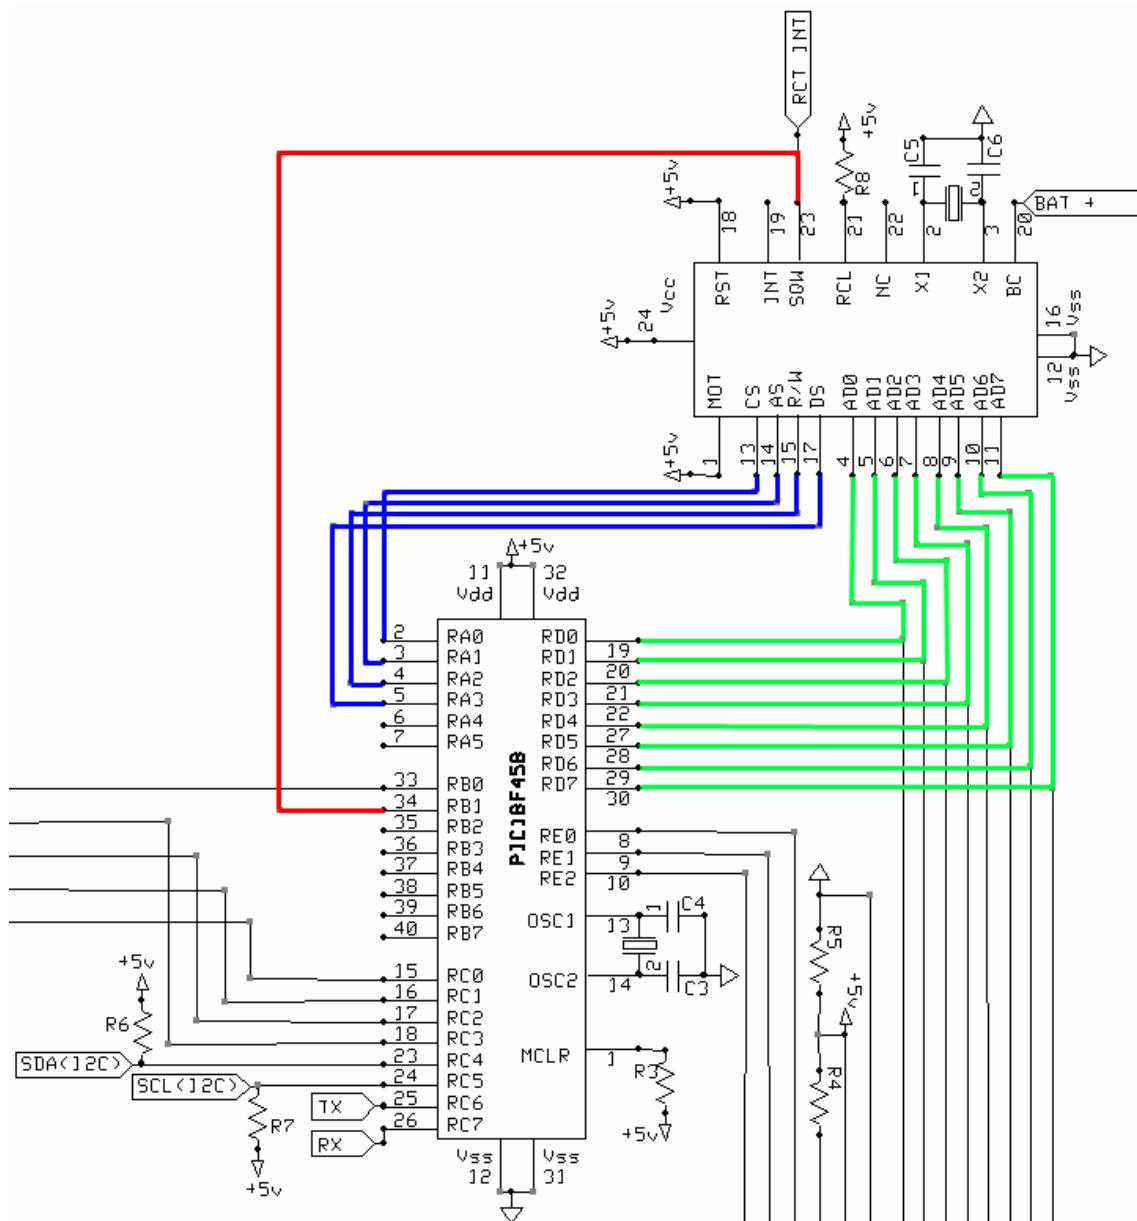 RCT INT
+5v
C5
C6
R8
1
2
+5v
BAT +
18
19
23
21
22
2
3
20
RST
INT
SQW
RCL
NC
X1
X2
BC
Vcc
24
+5v
16
Vss
12
Vss
MOT
CS
AS
R/W
DS
AD0
AD1
AD2
AD3
AD4
AD5
AD6
AD7
+5v
1
13
14
15
17
4
5
6
7
8
9
10
11
+5v
11
32
Vdd
Vdd
2
RA0
RD0
19
3
RA1
RD1
20
4
RA2
RD2
21
5
RA3
RD3
22
6
RA4
RD4
27
7
RA5
RD5
28
RD6
29
33
RB0
RD7
30
34
RB1
35
RB2
RE0
8
36
RB3
RE1
9
37
RB4
RE2
10
38
RB5
39
RB6
OSC1
13
40
RB7
PIC18F458
1
C4
2
C3
15
RC0
OSC2
14
16
RC1
17
RC2
18
RC3
MCLR
1
23
RC4
24
RC5
25
RC6
26
RC7
R3
+5v
R5
+5v
R4
+5v
R6
SDA(I2C)
SCL(I2C)
R7
+5v
TX
RX
Vss
Vss
12
31